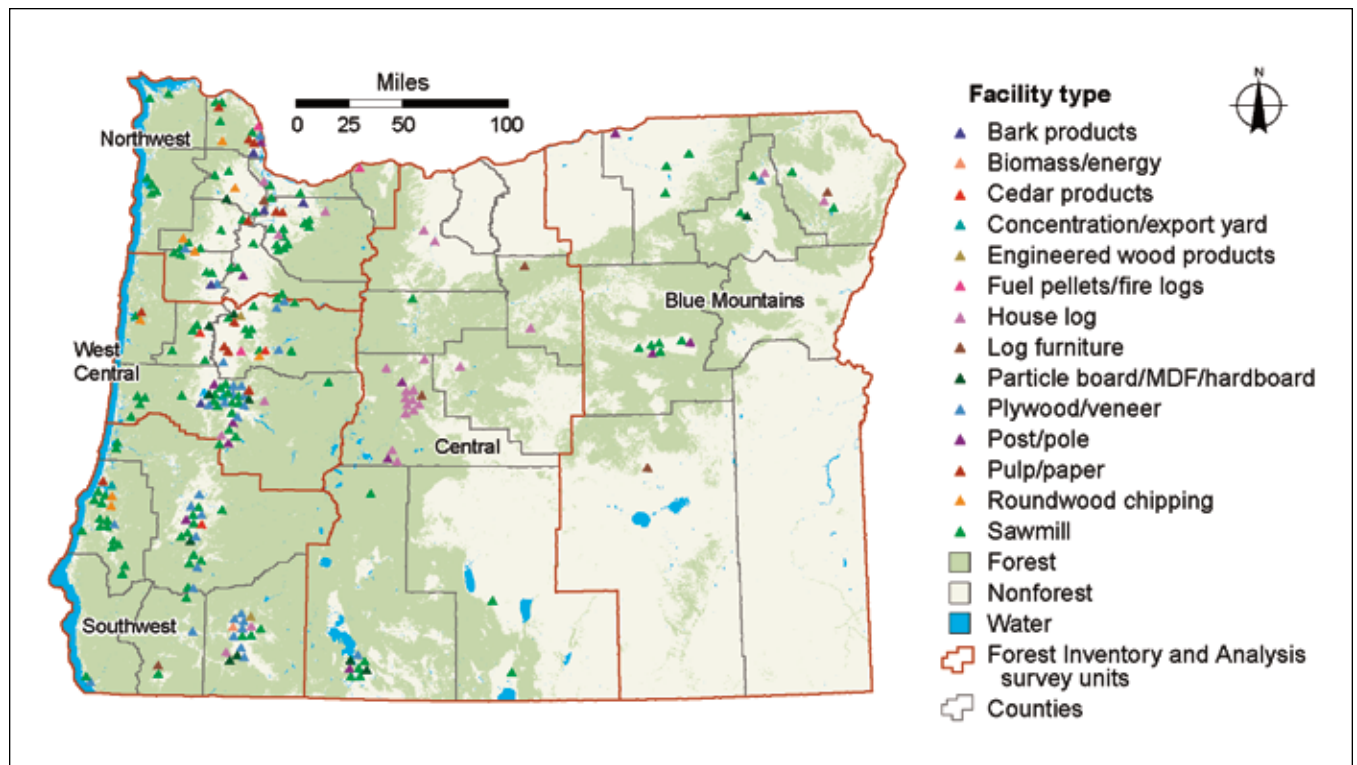 Miles
0 25 50 100
Northwest
West
Central
Southwest
Central
Blue Mountains
N
Facility type
Bark products
Biomass/energy
Cedar products
Concentration/export yard
Engineered wood products
Fuel pellets/fire logs
House log
Log furniture
Particle board/MDF/hardboard
Plywood/veneer
Post/pole
Pulp/paper
Roundwood chipping
Sawmill
Forest
Nonforest
Water
Forest Inventory and Analysis
survey units
Counties